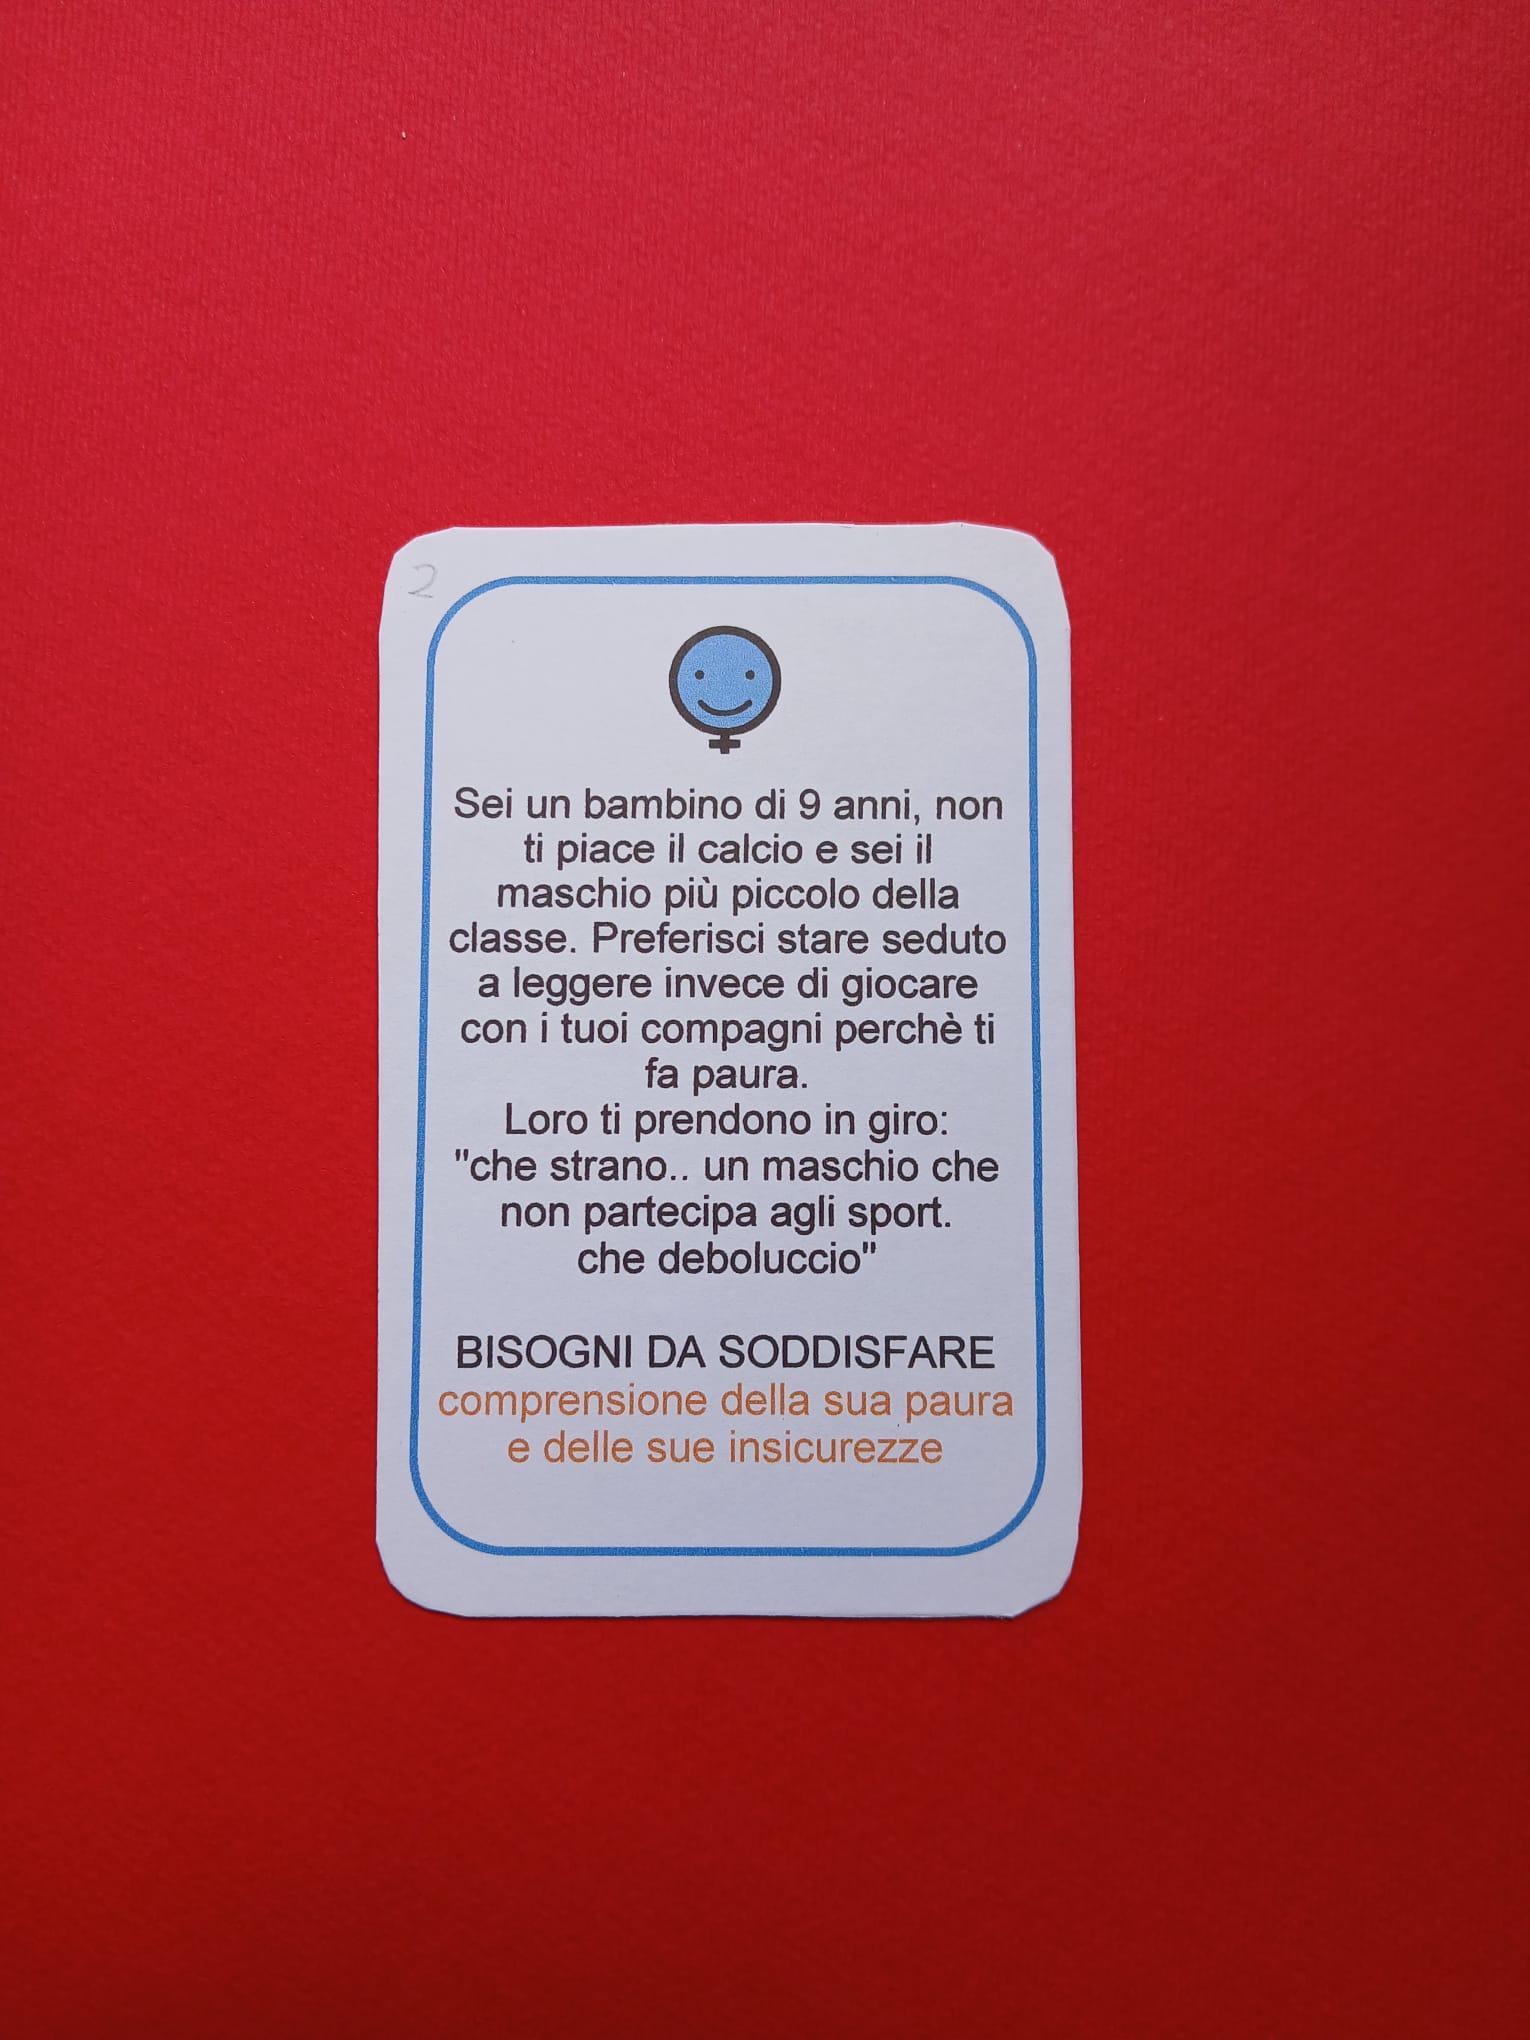 2
Sei un bambino di 9 anni, non
ti piace il calcio e sei il
maschio più piccolo della
classe. Preferisci stare seduto
a leggere invece di giocare
con i tuoi compagni perchè ti
fa paura.
Loro ti prendono in giro:
"che strano.. un maschio che
non partecipa agli sport.
che deboluccio"
BISOGNI DA SODDISFARE
comprensione della sua paura
e delle sue insicurezze